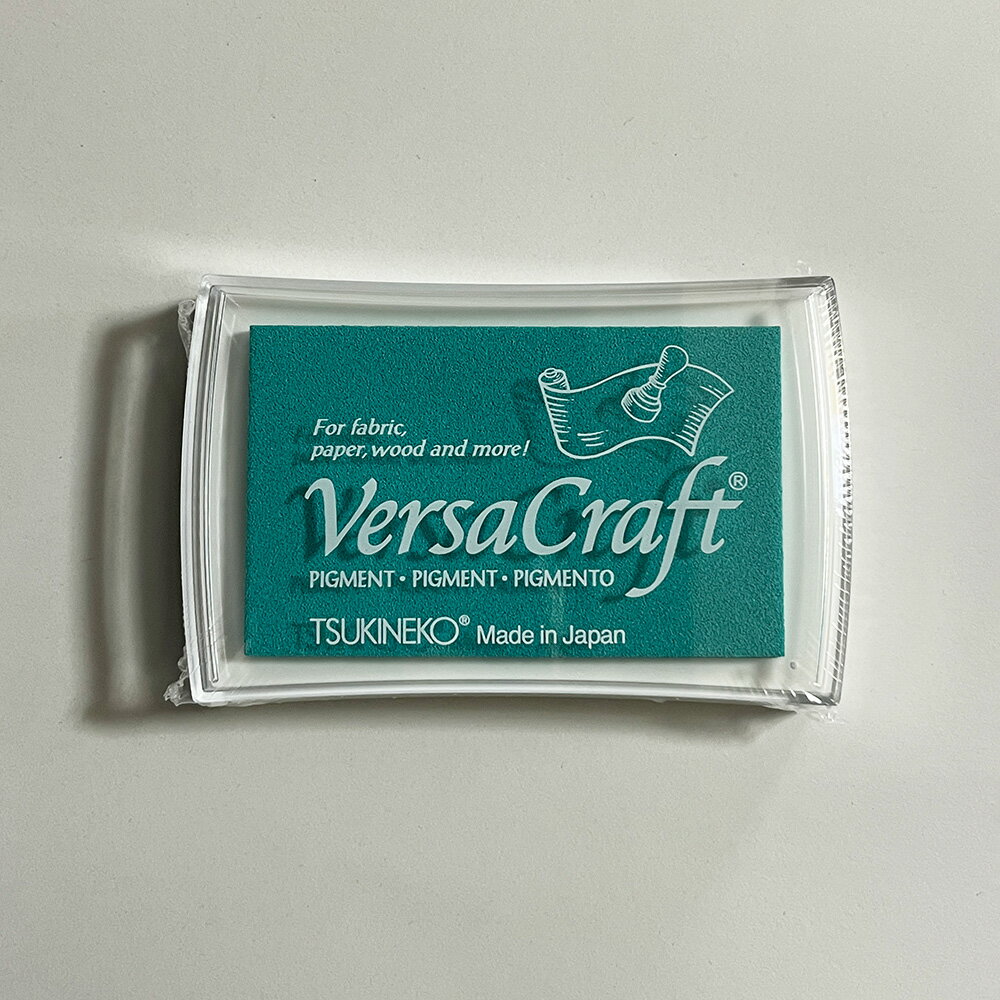 For fabric,
paper, wood and more!
VersaCraft®
PIGMENT • PIGMENT • PIGMENTO
TSUKINEKO® Made in Japan